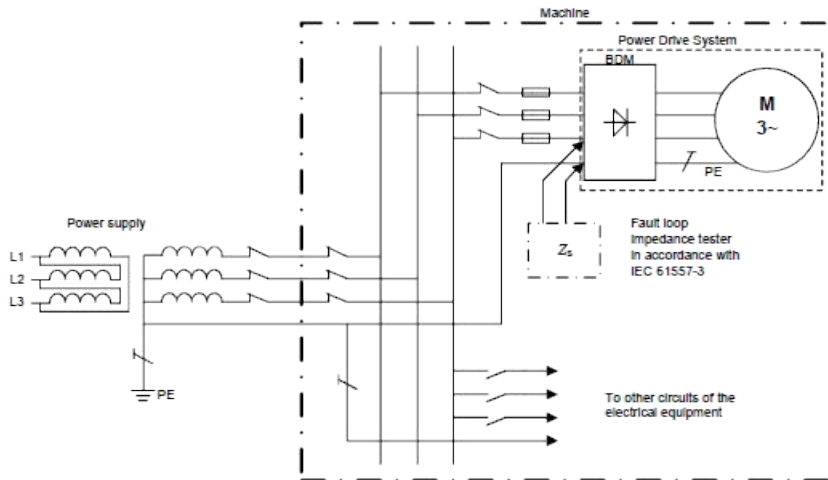 Machine
Power Drive System
BDM
M
3~
PE
Power supply
L1
L2
L3
Zs
Fault loop
impedance tester
in accordance with
IEC 61557-3
PE
To other circuits of the
electrical equipment